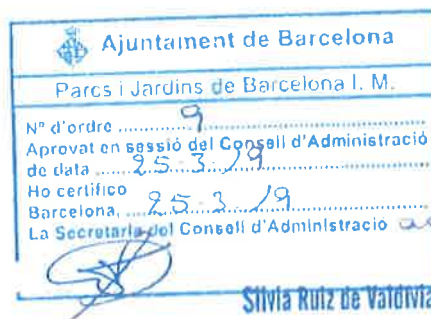 Ajuntament de Barcelona
Parcs i Jardins de Barcelona I. M.
Nº d'ordre ........ 9
Aprovat en sessió del Consell d'Administració
de data ..... 25-3-19
Ho certifico
Barcelona, ..... 25-3-19
La Secretaria del Consell d'Administració
Silvia Ruiz de Valdivia